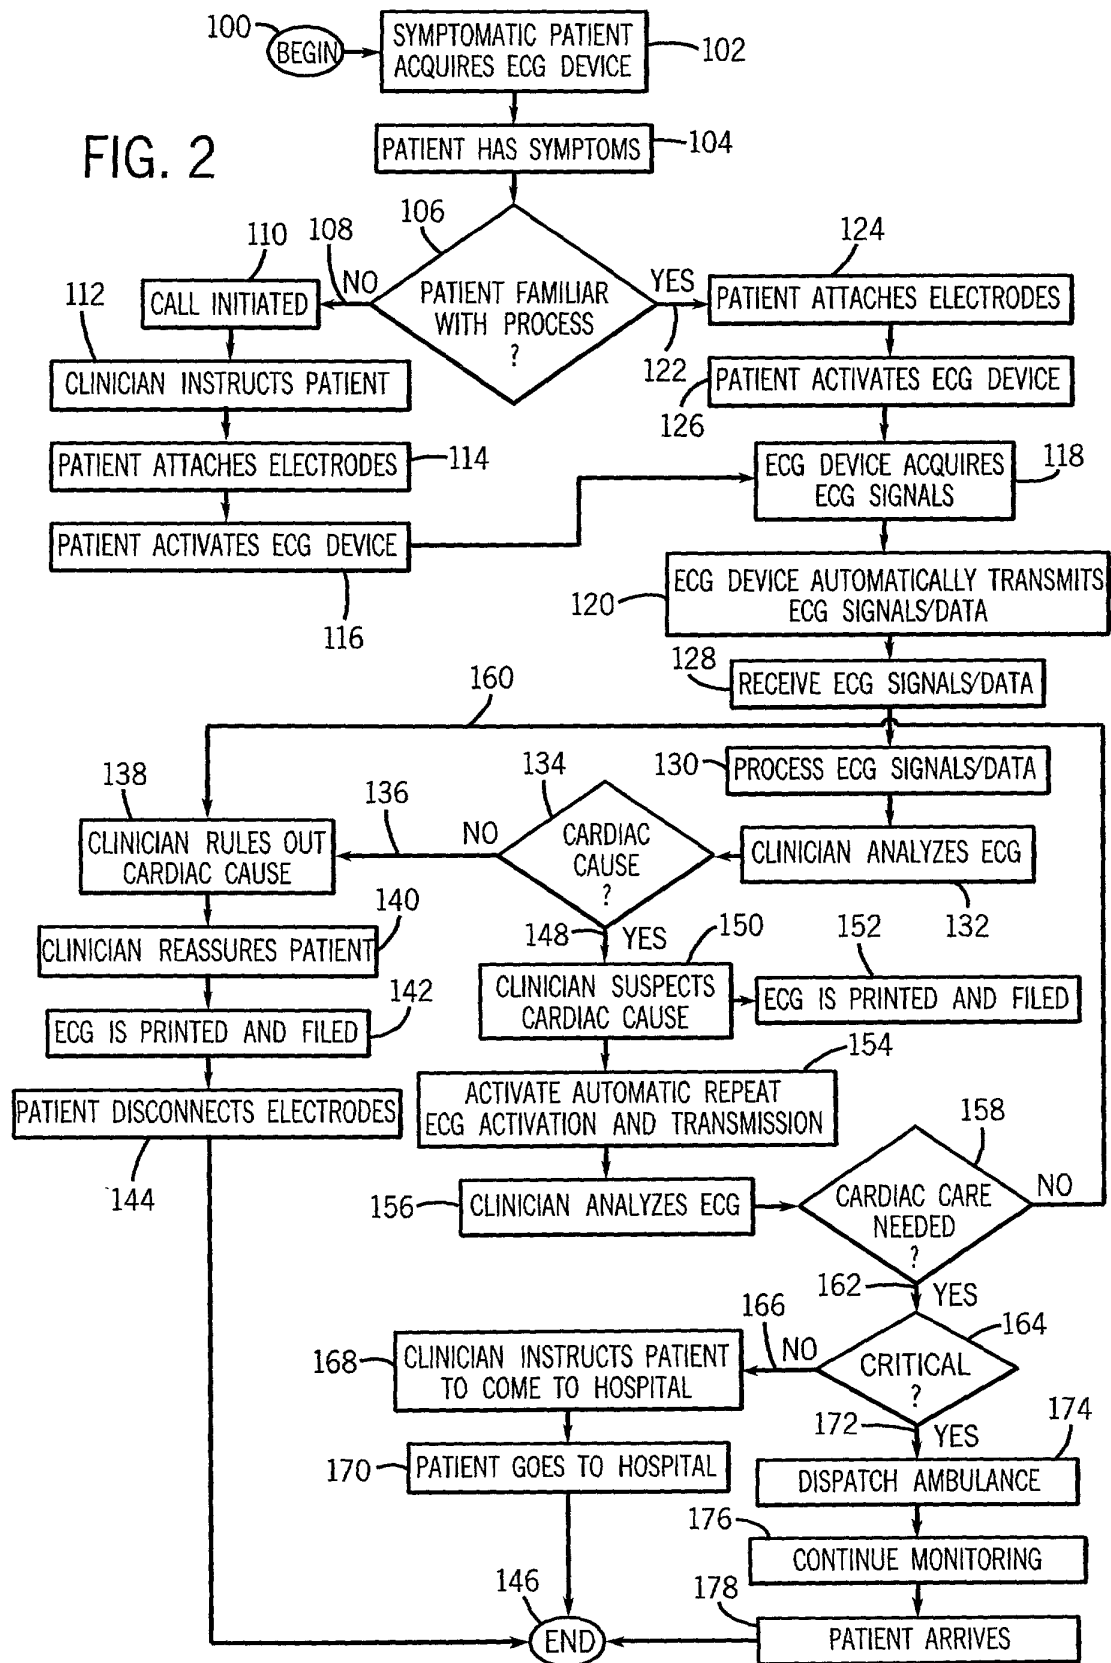 100
BEGIN
SYMPTOMATIC PATIENT
ACQUIRES ECG DEVICE
102
FIG. 2
PATIENT HAS SYMPTOMS
104
106
PATIENT FAMILIAR
WITH PROCESS
?
108
NO
110
CALL INITIATED
112
CLINICIAN INSTRUCTS PATIENT
PATIENT ATTACHES ELECTRODES
114
PATIENT ACTIVATES ECG DEVICE
116
YES
122
124
PATIENT ATTACHES ELECTRODES
PATIENT ACTIVATES ECG DEVICE
126
ECG DEVICE ACQUIRES
ECG SIGNALS
118
ECG DEVICE AUTOMATICALLY TRANSMITS
ECG SIGNALS/DATA
120
128
RECEIVE ECG SIGNALS/DATA
160
130
PROCESS ECG SIGNALS/DATA
CLINICIAN ANALYZES ECG
132
134
CARDIAC
CAUSE
?
136
NO
138
CLINICIAN RULES OUT
CARDIAC CAUSE
140
CLINICIAN REASSURES PATIENT
142
ECG IS PRINTED AND FILED
PATIENT DISCONNECTS ELECTRODES
144
148
YES
150
CLINICIAN SUSPECTS
CARDIAC CAUSE
152
ECG IS PRINTED AND FILED
154
ACTIVATE AUTOMATIC REPEAT
ECG ACTIVATION AND TRANSMISSION
156
CLINICIAN ANALYZES ECG
158
CARDIAC CARE
NEEDED
?
NO
162
YES
164
CRITICAL
?
166
NO
168
CLINICIAN INSTRUCTS PATIENT
TO COME TO HOSPITAL
170
PATIENT GOES TO HOSPITAL
172
YES
174
DISPATCH AMBULANCE
176
CONTINUE MONITORING
178
PATIENT ARRIVES
146
END